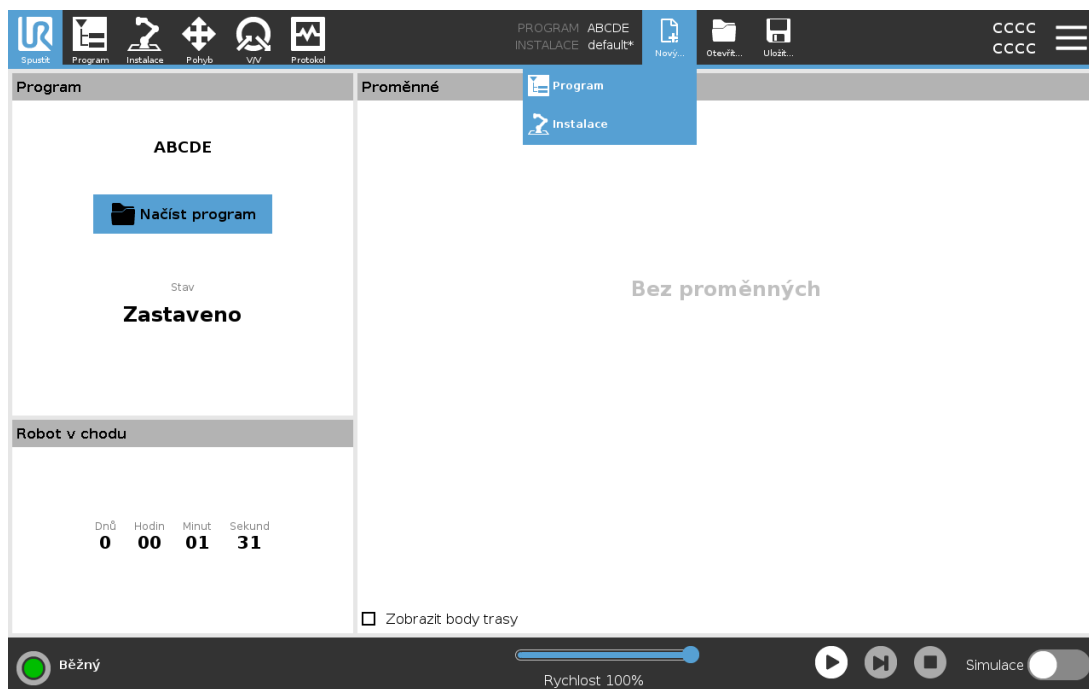 PROGRAM ABCDE
INSTALACE default*
CCCC
CCCC
Spustit Program Instalace Pohyb V/V Protokol Nový... Otevřít... Uložit...
Program
Instalace
Program
ABCDE
Načíst program
Stav
Zastaveno
Robot v chodu
Dnů Hodin Minut Sekund
0 00 01 31
Proměnné
Bez proměnných
Zobrazit body trasy
Běžný
Rychlost 100%
Simulace